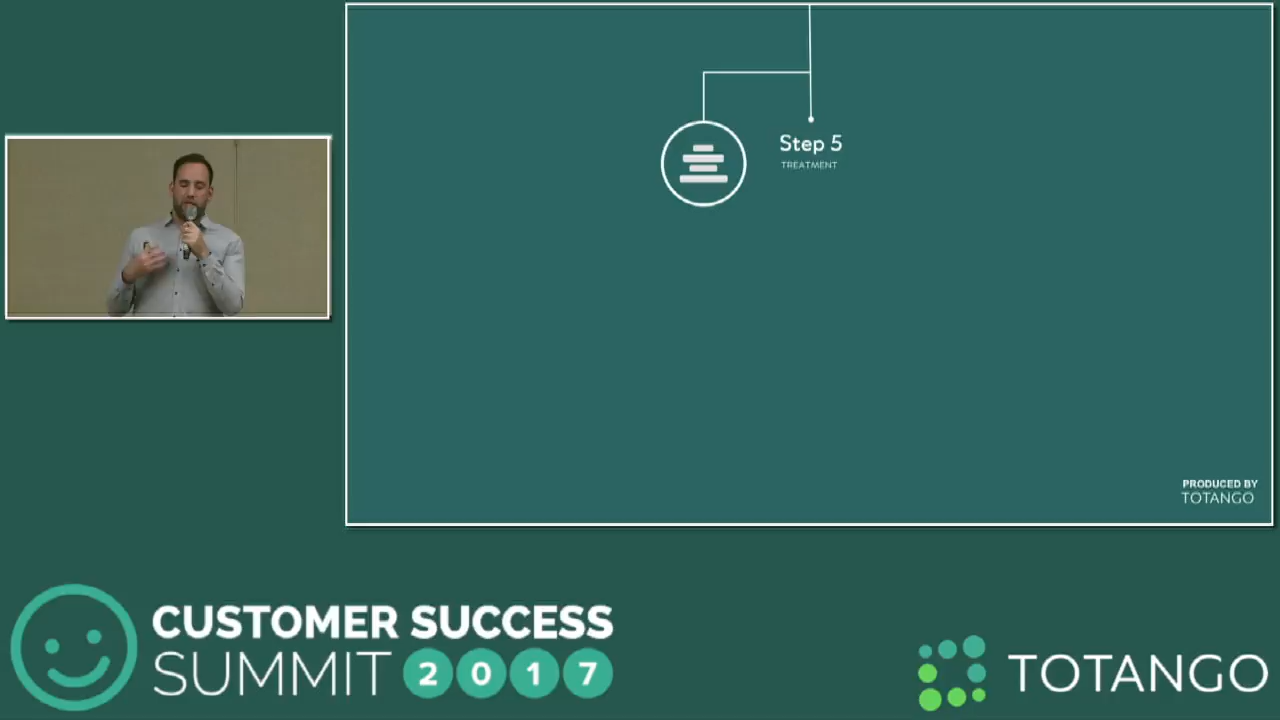 Step 5
TREATMENT
PRODUCED BY
TOTANGO
CUSTOMER SUCCESS
SUMMIT 2017
TOTANGO